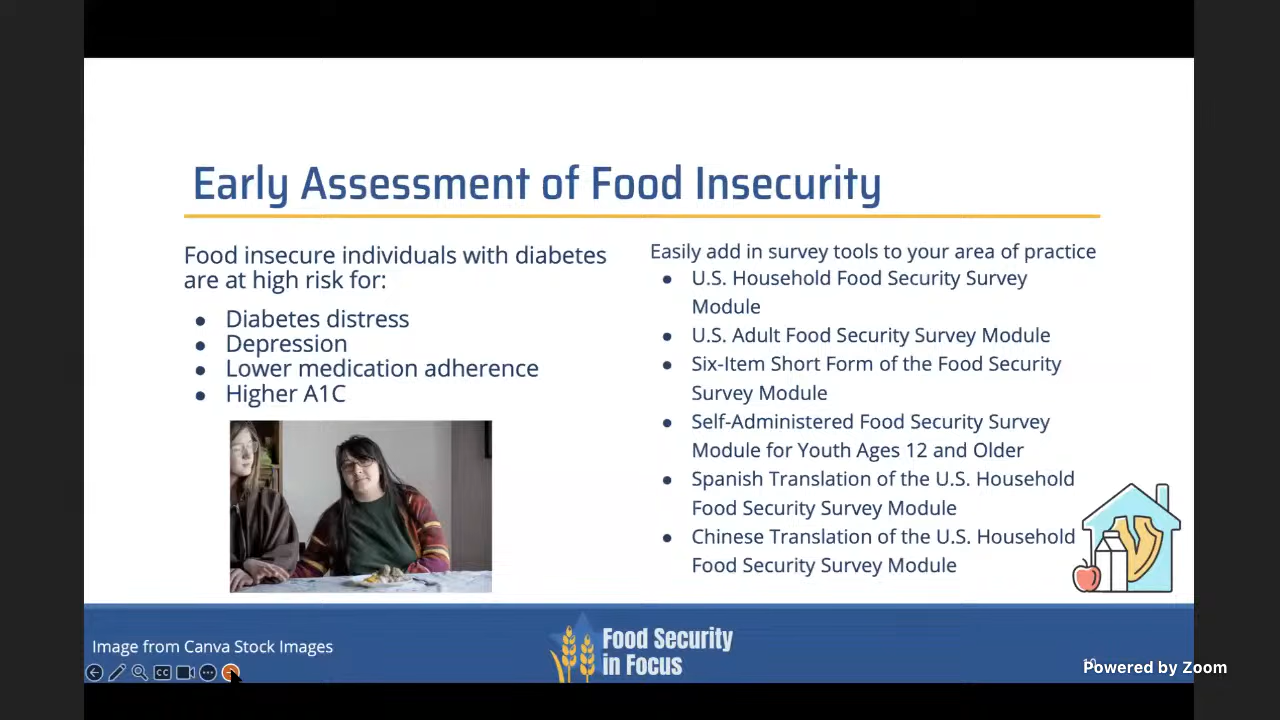 Early Assessment of Food Insecurity
Food insecure individuals with diabetes
are at high risk for:
● Diabetes distress
● Depression
● Lower medication adherence
● Higher A1C
Easily add in survey tools to your area of practice
● U.S. Household Food Security Survey
Module
● U.S. Adult Food Security Survey Module
● Six-Item Short Form of the Food Security
Survey Module
● Self-Administered Food Security Survey
Module for Youth Ages 12 and Older
● Spanish Translation of the U.S. Household
Food Security Survey Module
● Chinese Translation of the U.S. Household
Food Security Survey Module
Image from Canva Stock Images
CC
Food Security
in Focus
Powered by Zoom